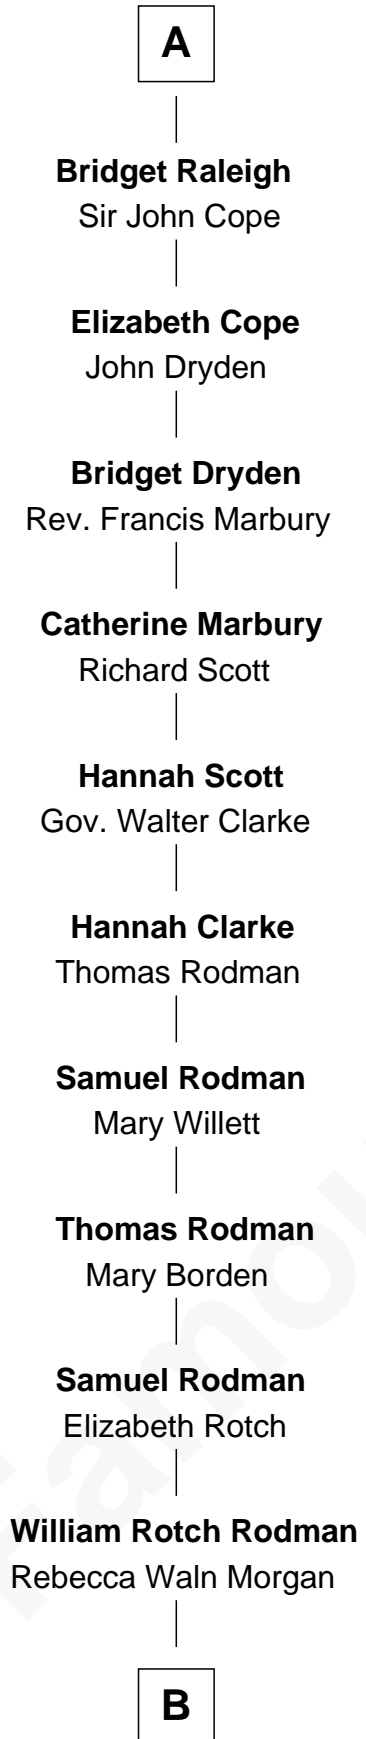 A
Bridget Raleigh
Sir John Cope
Elizabeth Cope
John Dryden
Bridget Dryden
Rev. Francis Marbury
Catherine Marbury
Richard Scott
Hannah Scott
Gov. Walter Clarke
Hannah Clarke
Thomas Rodman
Samuel Rodman
Mary Willett
Thomas Rodman
Mary Borden
Samuel Rodman
Elizabeth Rotch
William Rotch Rodman
Rebecca Waln Morgan
B